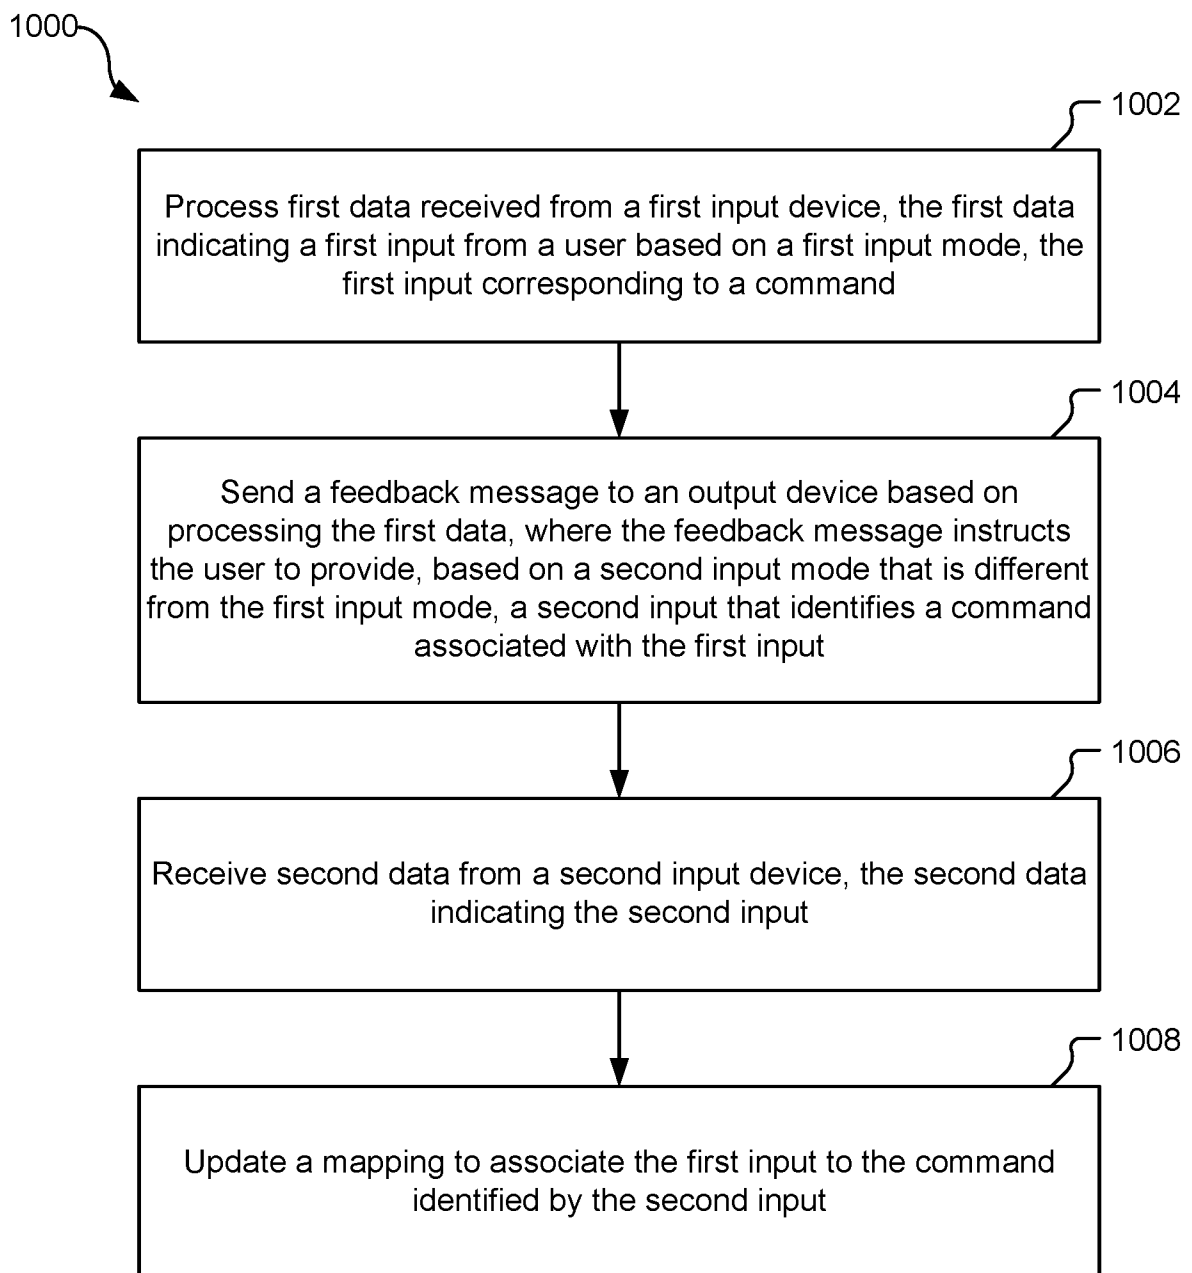 1000
1002
Process first data received from a first input device, the first data
indicating a first input from a user based on a first input mode, the
first input corresponding to a command
1004
Send a feedback message to an output device based on
processing the first data, where the feedback message instructs
the user to provide, based on a second input mode that is different
from the first input mode, a second input that identifies a command
associated with the first input
1006
Receive second data from a second input device, the second data
indicating the second input
1008
Update a mapping to associate the first input to the command
identified by the second input